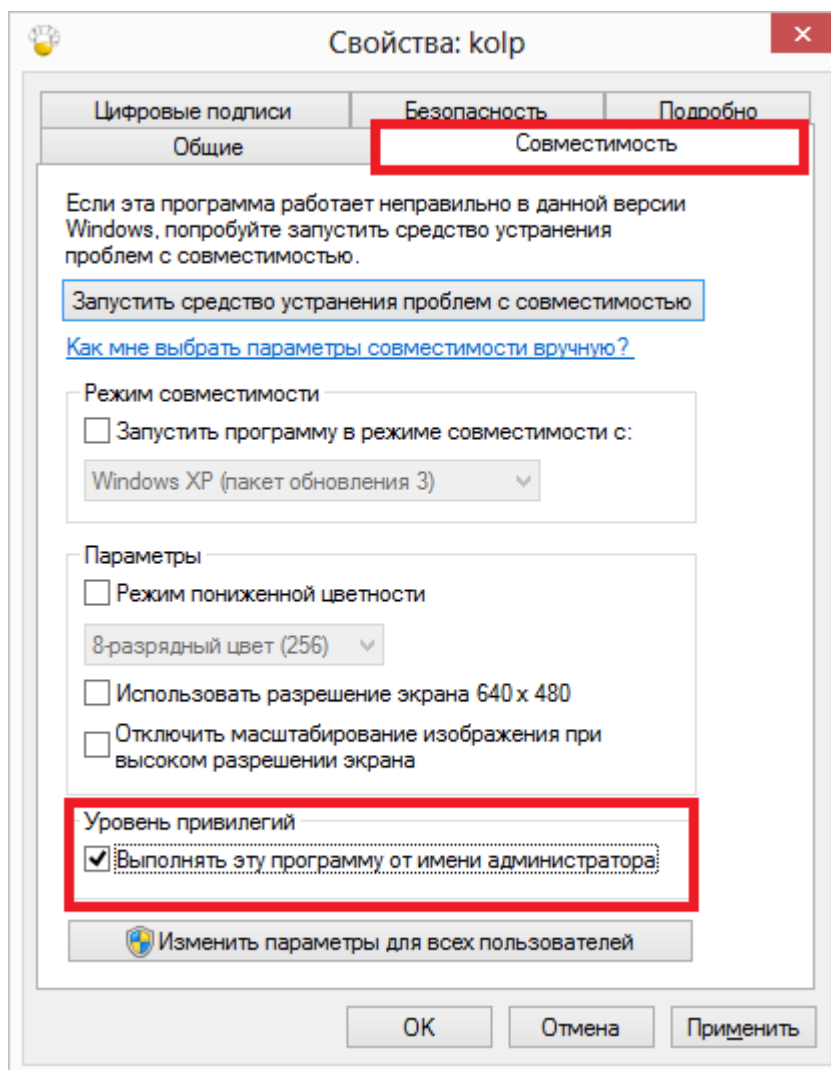 Свойства: kolp
Цифровые подписи
Безопасность
Подробно
Общие
Совместимость
Если эта программа работает неправильно в данной версии
Windows, попробуйте запустить средство устранения
проблем с совместимостью.
Запустить средство устранения проблем с совместимостью
Как мне выбрать параметры совместимости вручную?
Режим совместимости
Запустить программу в режиме совместимости с:
Windows XP (пакет обновления 3)
Параметры
Режим пониженной цветности
8-разрядный цвет (256)
Использовать разрешение экрана 640 x 480
Отключить масштабирование изображения при
высоком разрешении экрана
Уровень привилегий
Выполнять эту программу от имени администратора
Изменить параметры для всех пользователей
ОК
Отмена
Применить